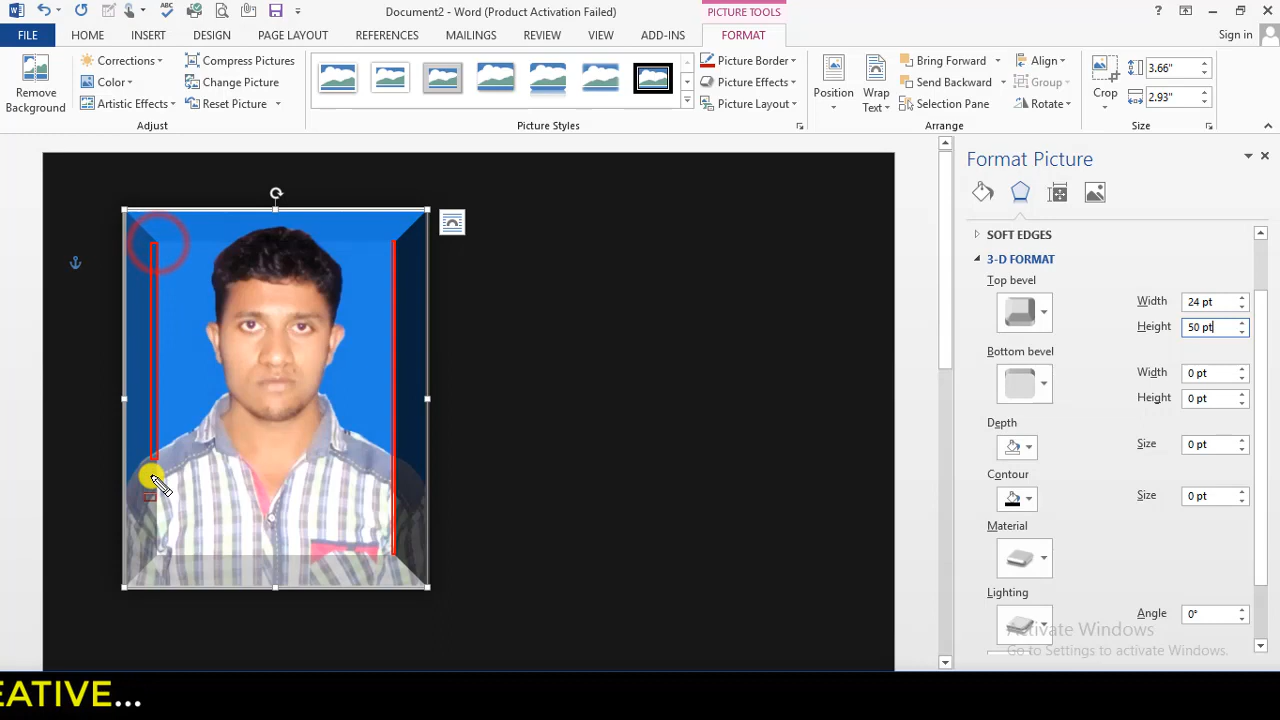 Document2 - Word (Product Activation Failed)
PICTURE TOOLS
?
FILE
HOME
INSERT
DESIGN
PAGE LAYOUT
REFERENCES
MAILINGS
REVIEW
VIEW
ADD-INS
FORMAT
Sign in
Remove Background
Corrections
Color
Artistic Effects
Compress Pictures
Change Picture
Reset Picture
Adjust
Picture Styles
Picture Border
Picture Effects
Picture Layout
Position
Wrap Text
Bring Forward
Send Backward
Selection Pane
Align
Group
Rotate
Arrange
Crop
3.66"
2.93"
Size
Format Picture
SOFT EDGES
3-D FORMAT
Top bevel
Width 24 pt
Height 50 pt
Bottom bevel
Width 0 pt
Height 0 pt
Depth
Size 0 pt
Contour
Size 0 pt
Material
Lighting
Angle 0°
Activate Windows
Go to Settings to activate Windows.
EATIVE...